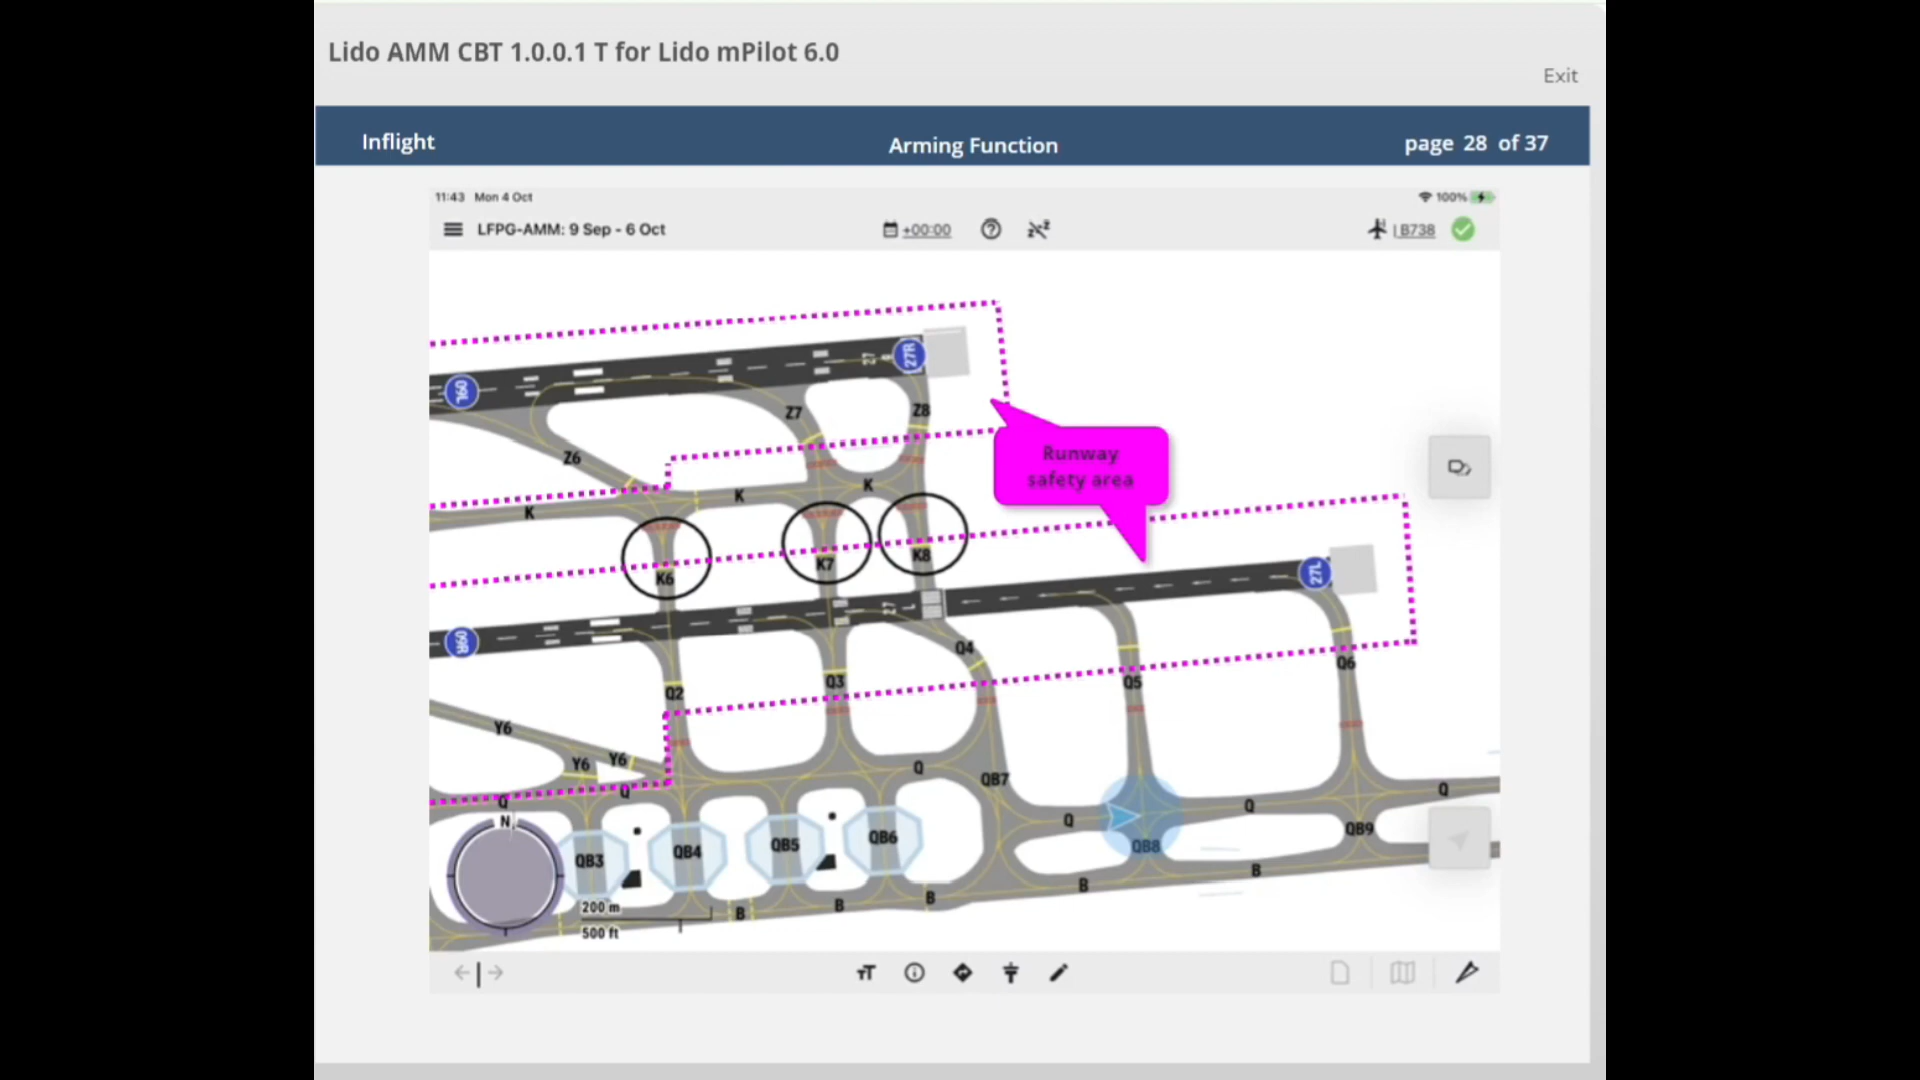 Lido AMM CBT 1.0.0.1 T for Lido mPilot 6.0
Exit
Inflight
Arming Function
page 28 of 37
11:43 Mon 4 Oct
100%
LFPG-AMM: 9 Sep - 6 Oct
+00:00
| B738
27R
27
09L
Z7
Z8
Z6
Runway
safety area
K
K
K
K8
K7
K6
27L
27 L
09R
Q4
Q6
Q3
Q5
Q2
Y6
Y6
Y6
Q
QB7
Q
Q
Q
Q
Q
N
QB3
QB4
QB5
QB6
QB8
QB9
B
B
B
B
B
200 m
500 ft
TT